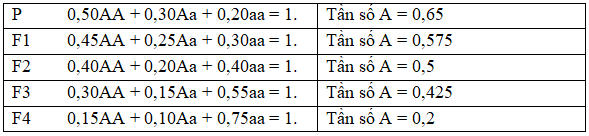 P 0,50AA + 0,30Aa + 0,20aa = 1. Tần số A = 0,65
F1 0,45AA + 0,25Aa + 0,30aa = 1. Tần số A = 0,575
F2 0,40AA + 0,20Aa + 0,40aa = 1. Tần số A = 0,5
F3 0,30AA + 0,15Aa + 0,55aa = 1. Tần số A = 0,425
F4 0,15AA + 0,10Aa + 0,75aa = 1. Tần số A = 0,2